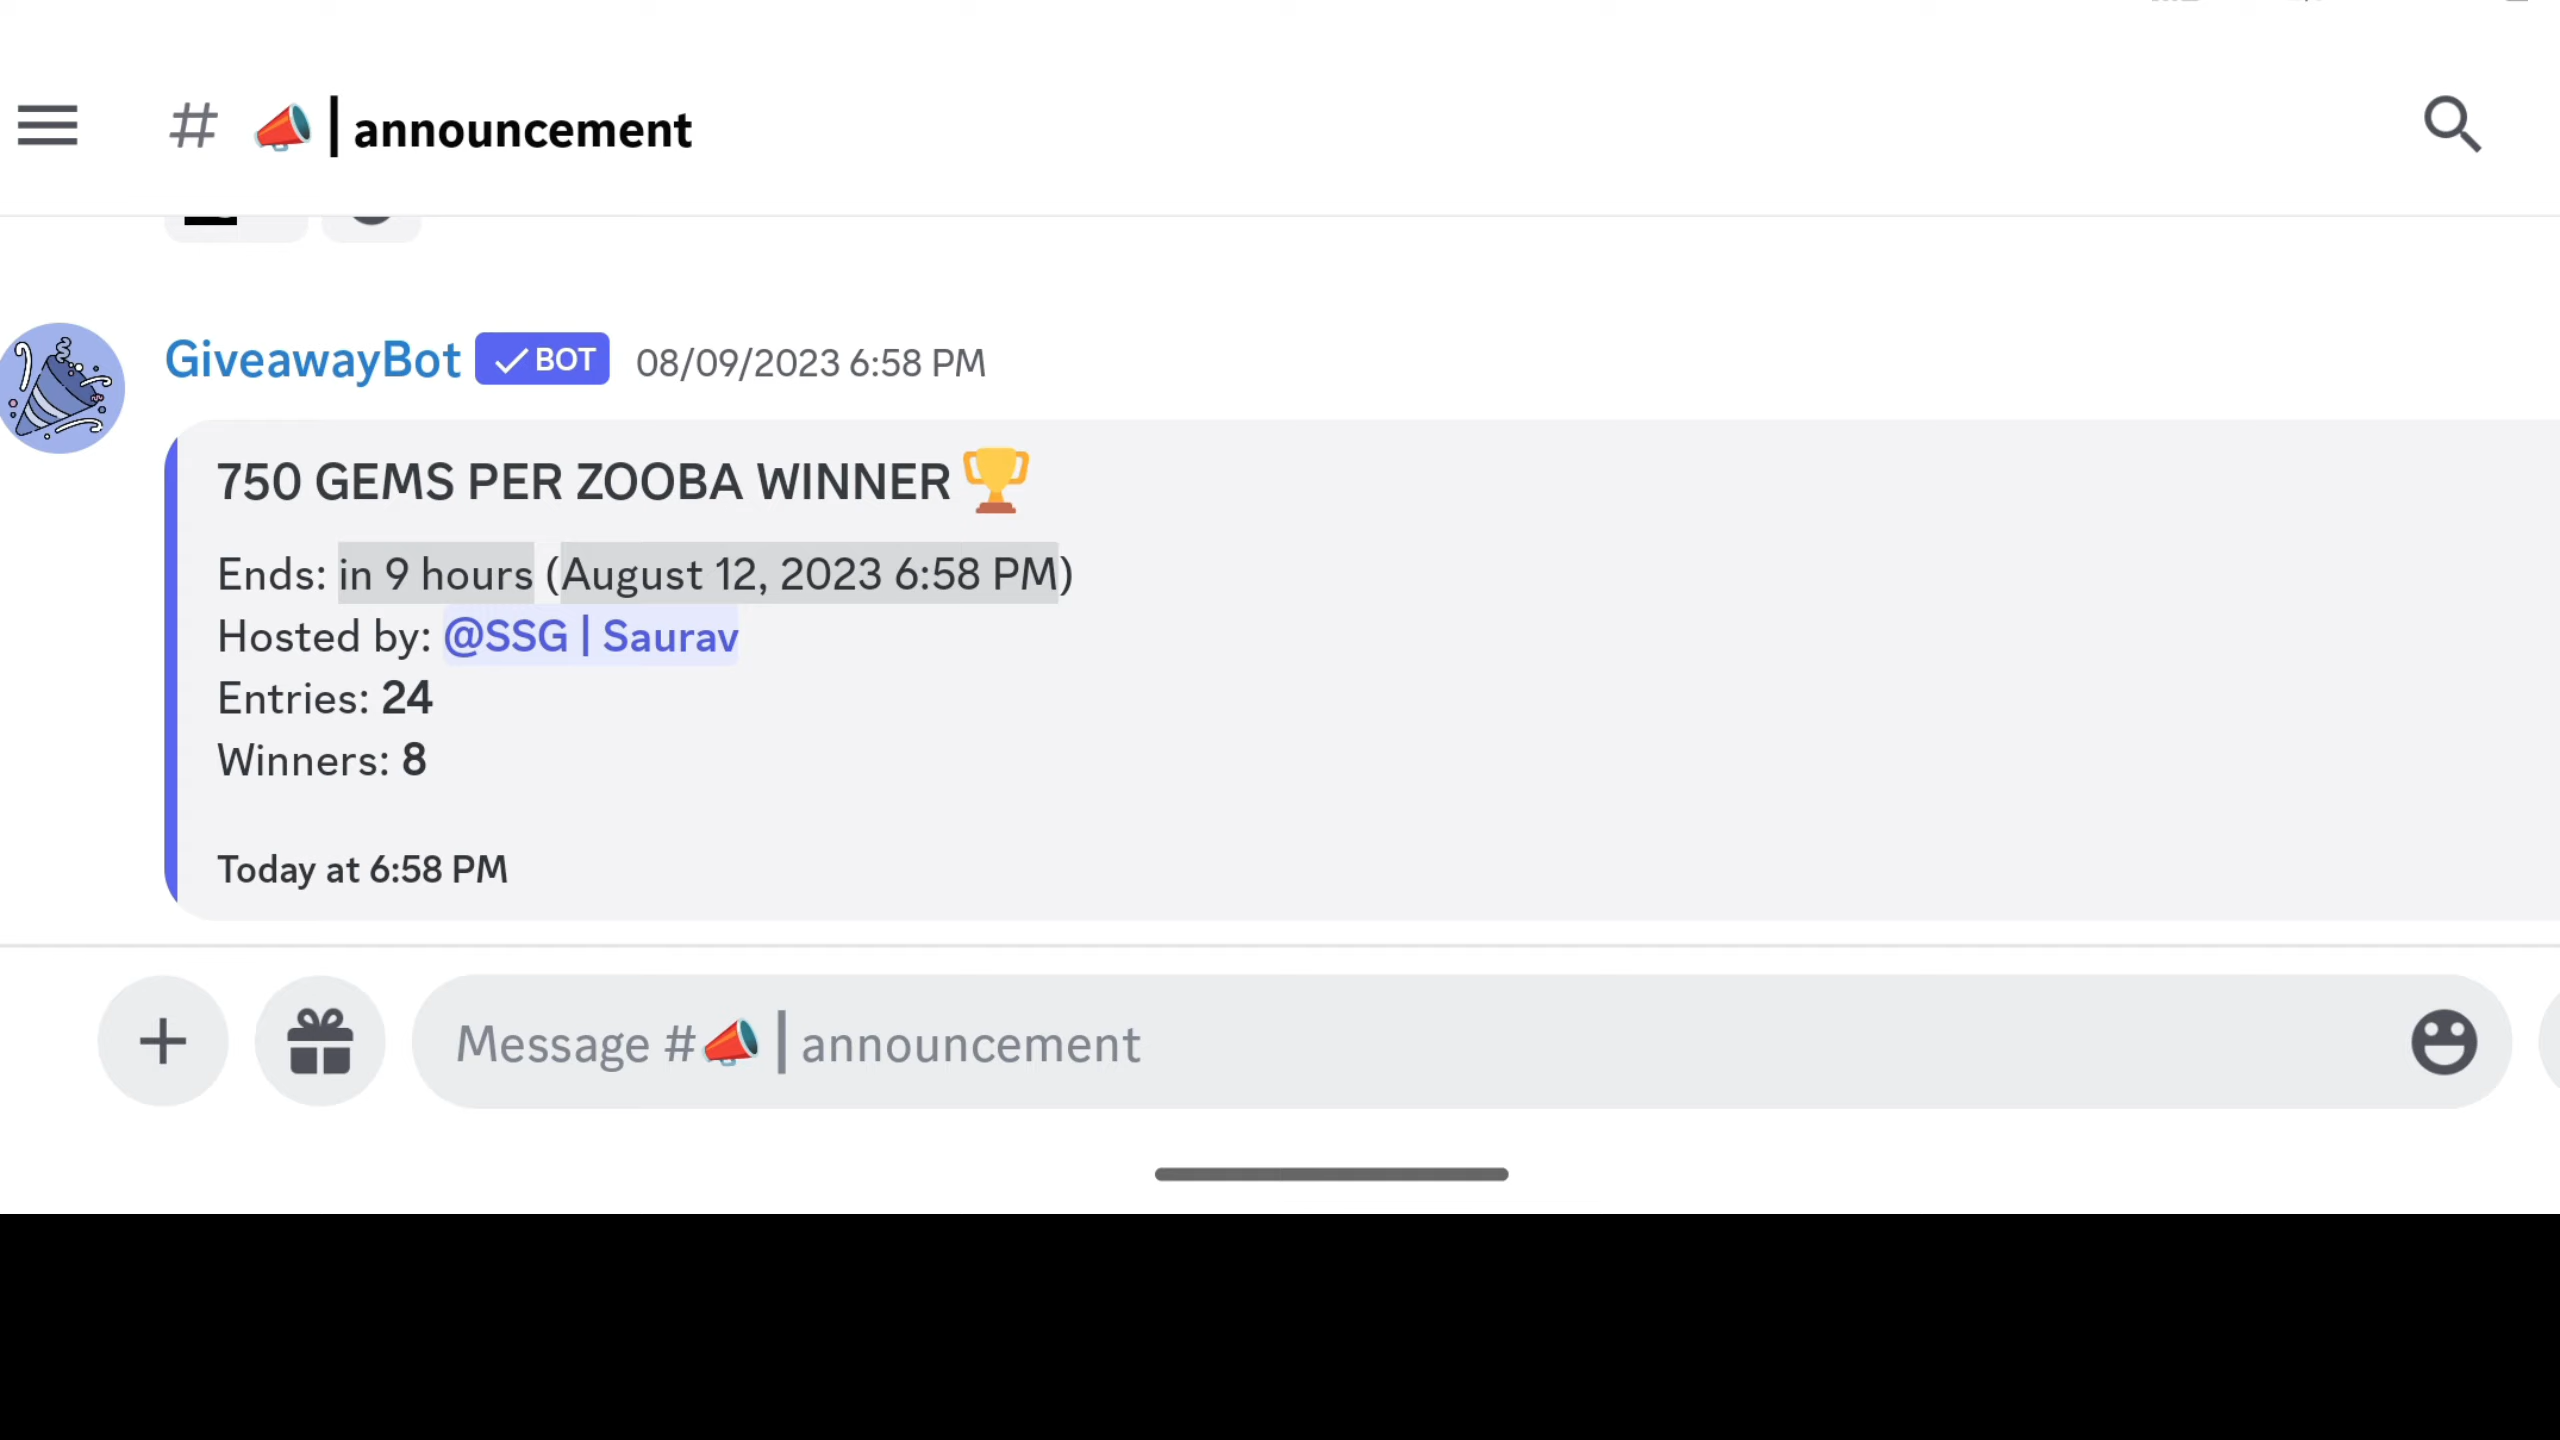 # 📣 | announcement
GiveawayBot ✓ BOT 08/09/2023 6:58 PM
750 GEMS PER ZOOBA WINNER 🏆
Ends: in 9 hours (August 12, 2023 6:58 PM)
Hosted by: @SSG | Saurav
Entries: 24
Winners: 8
Today at 6:58 PM
Message #📣 | announcement